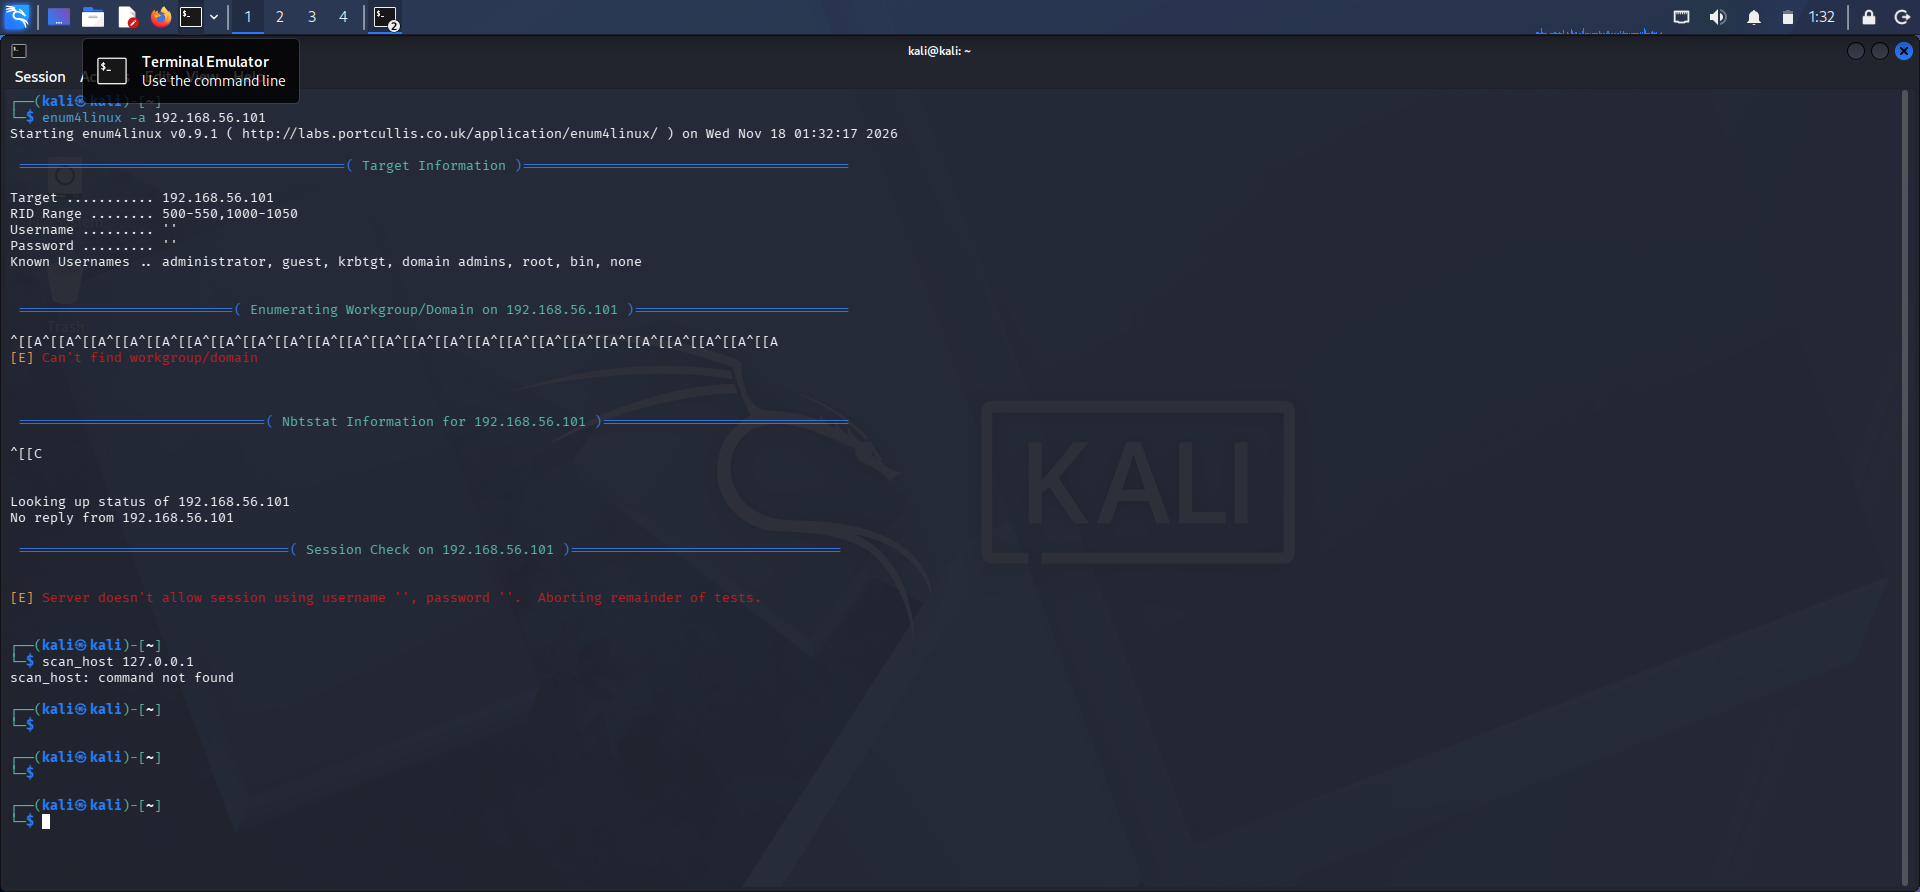 1 2 3 4 2 1:32
kali@kali: ~
Session
Terminal Emulator
Use the command line
┌──(kali㉿kali)-[~]
└─$ enum4linux -a 192.168.56.101
Starting enum4linux v0.9.1 ( http://labs.portcullis.co.uk/application/enum4linux/ ) on Wed Nov 18 01:32:17 2026
( Target Information )
Target ........... 192.168.56.101
RID Range ........ 500-550,1000-1050
Username ......... ''
Password ......... ''
Known Usernames .. administrator, guest, krbtgt, domain admins, root, bin, none
( Enumerating Workgroup/Domain on 192.168.56.101 )
Trash
^[[A^[[A^[[A^[[A^[[A^[[A^[[A^[[A^[[A^[[A^[[A^[[A^[[A^[[A^[[A^[[A^[[A^[[A^[[A^[[A^[[A^[[A^[[A^[[A
[E] Can't find workgroup/domain
( Nbtstat Information for 192.168.56.101 )
^[[C
KALI
Looking up status of 192.168.56.101
No reply from 192.168.56.101
( Session Check on 192.168.56.101 )
[E] Server doesn't allow session using username '', password ''.  Aborting remainder of tests.
┌──(kali㉿kali)-[~]
└─$ scan_host 127.0.0.1
scan_host: command not found
┌──(kali㉿kali)-[~]
└─$
┌──(kali㉿kali)-[~]
└─$
┌──(kali㉿kali)-[~]
└─$